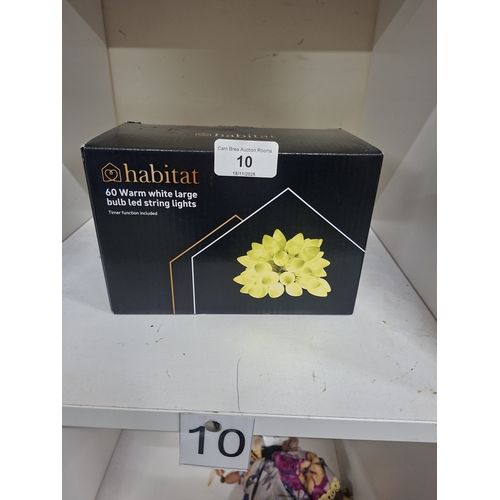 habitat
Carn Brea Auction Rooms
10
18/11/2025
habitat
60 Warm white large
bulb led string lights
Timer function included
10